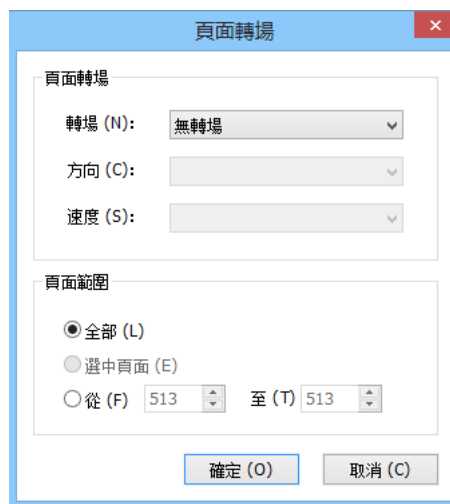 頁面轉場
頁面轉場
轉場 (N): 無轉場
方向 (C):
速度 (S):
頁面範圍
全部 (L)
選中頁面 (E)
從 (F) 513 至 (T) 513
確定 (O) 取消 (C)